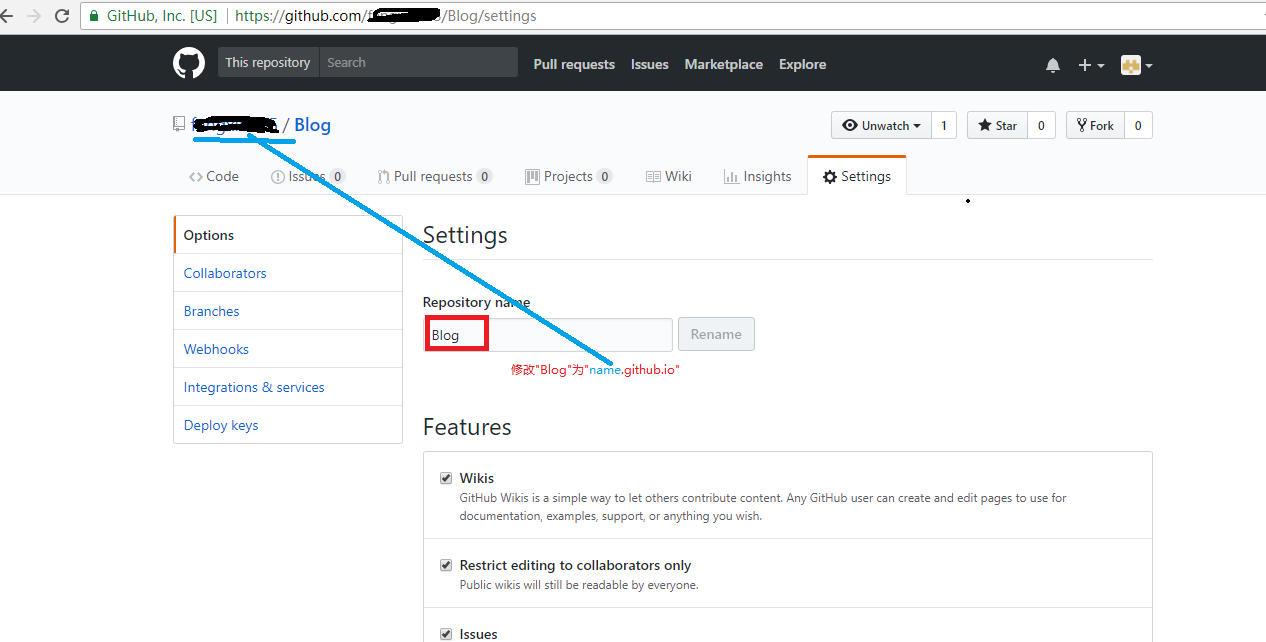 GitHub, Inc. [US] https://github.com/ /Blog/settings
This repository Search Pull requests Issues Marketplace Explore
/ Blog Unwatch 1 Star 0 Fork 0
Code Issues 0 Pull requests 0 Projects 0 Wiki Insights Settings
Options
Collaborators
Branches
Webhooks
Integrations & services
Deploy keys
Settings
Repository name
Blog Rename
修改"Blog"为"name.github.io"
Features
Wikis
GitHub Wikis is a simple way to let others contribute content. Any GitHub user can create and edit pages to use for
documentation, examples, support, or anything you wish.
Restrict editing to collaborators only
Public wikis will still be readable by everyone.
Issues